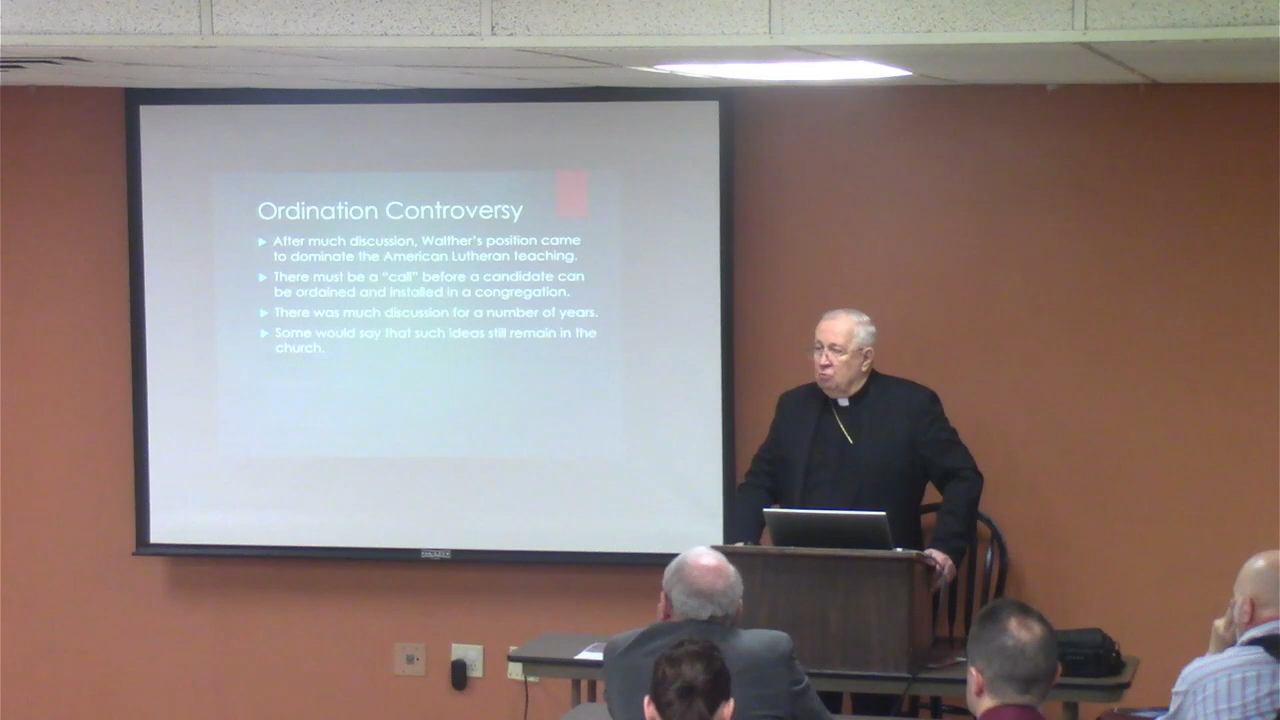 Ordination Controversy
After much discussion, Walther's position came
to dominate the American Lutheran teaching.
There must be a “call” before a candidate can
be ordained and installed in a congregation.
There was much discussion for a number of years.
Some would say that such ideas still remain in the
church.